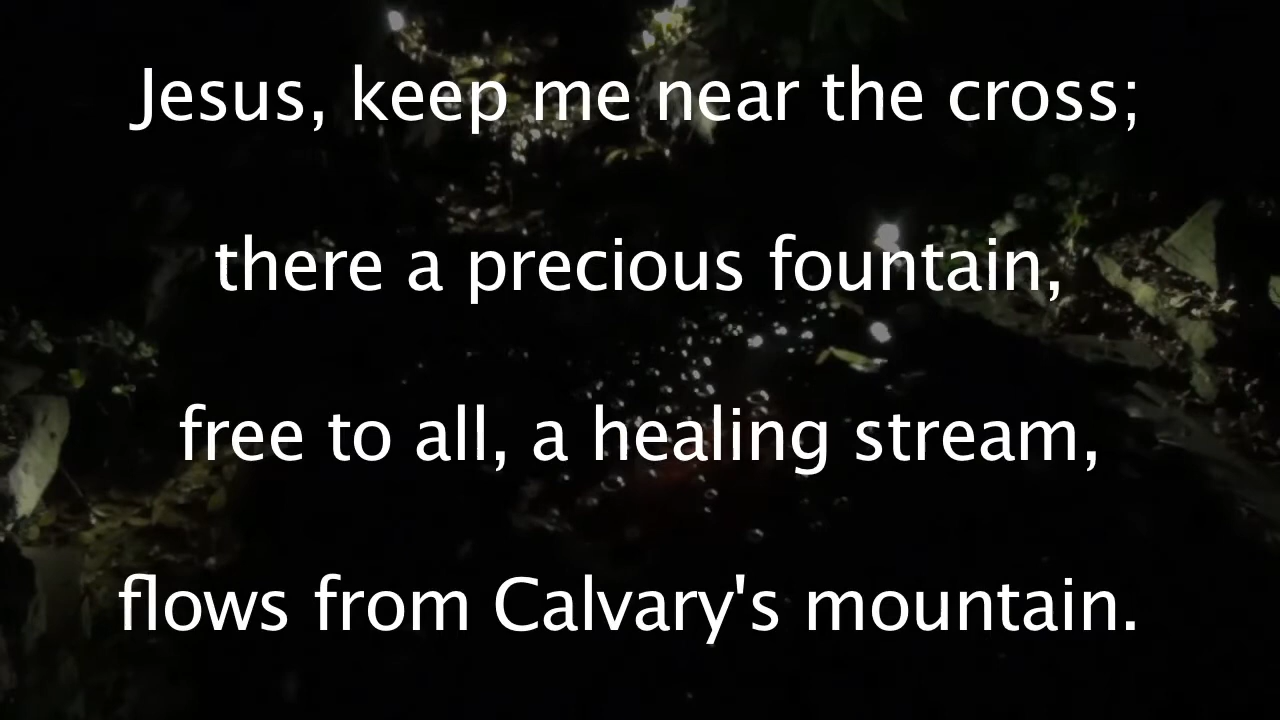 Jesus, keep me near the cross;
there a precious fountain,
free to all, a healing stream,
flows from Calvary's mountain.